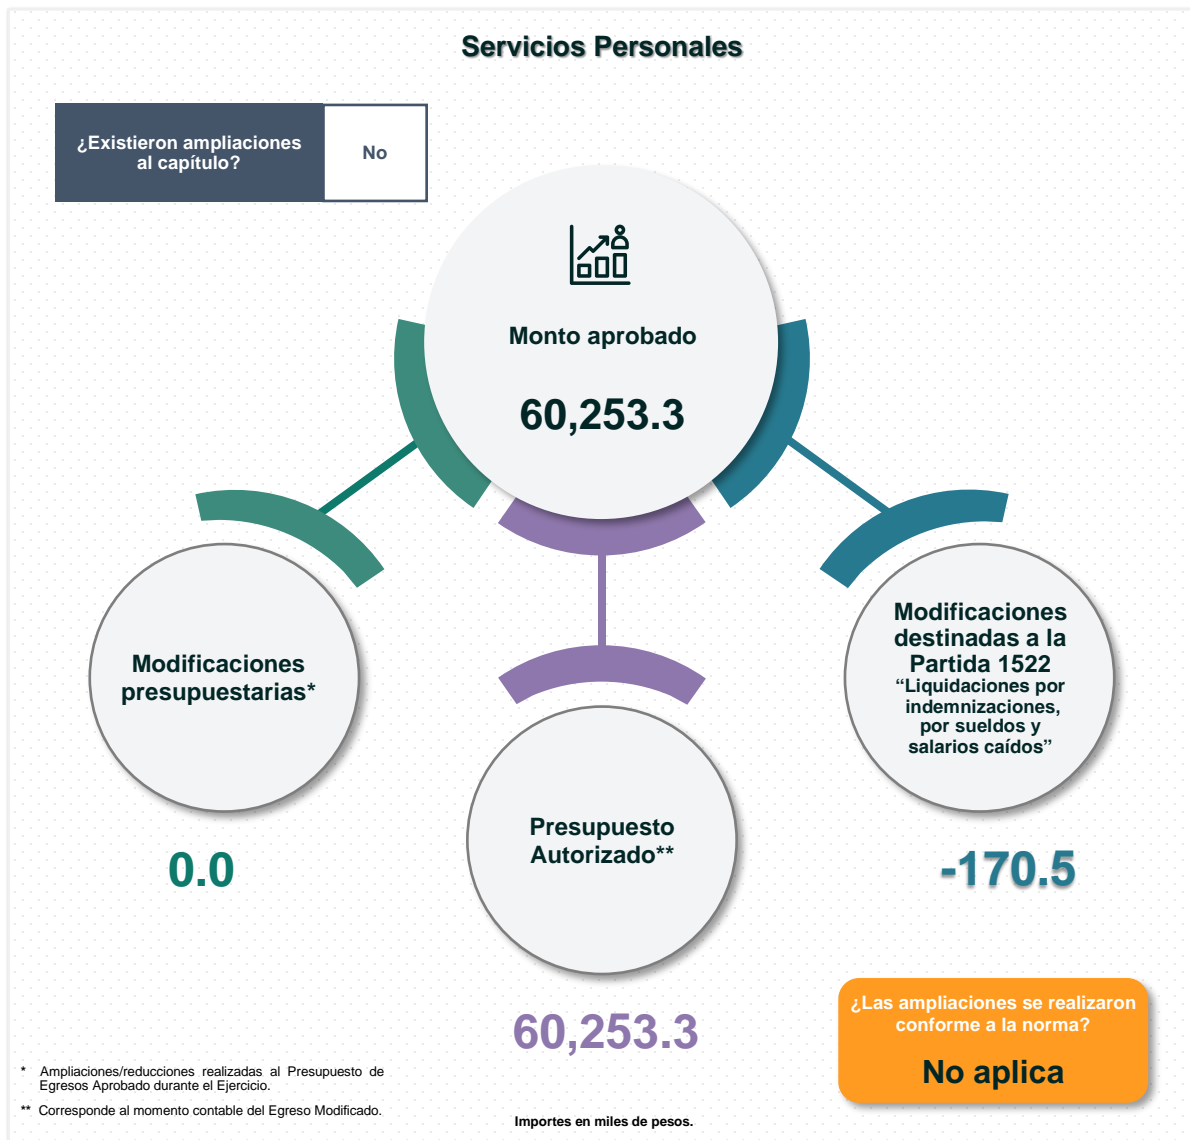 Servicios Personales
¿Existieron ampliaciones
al capítulo?
No
Monto aprobado
60,253.3
Modificaciones
presupuestarias*
0.0
Presupuesto
Autorizado**
60,253.3
Modificaciones
destinadas a la
Partida 1522
“Liquidaciones por
indemnizaciones,
por sueldos y
salarios caídos”
-170.5
¿Las ampliaciones se realizaron
conforme a la norma?
No aplica
* Ampliaciones/reducciones realizadas al Presupuesto de
Egresos Aprobado durante el Ejercicio.
** Corresponde al momento contable del Egreso Modificado.
Importes en miles de pesos.